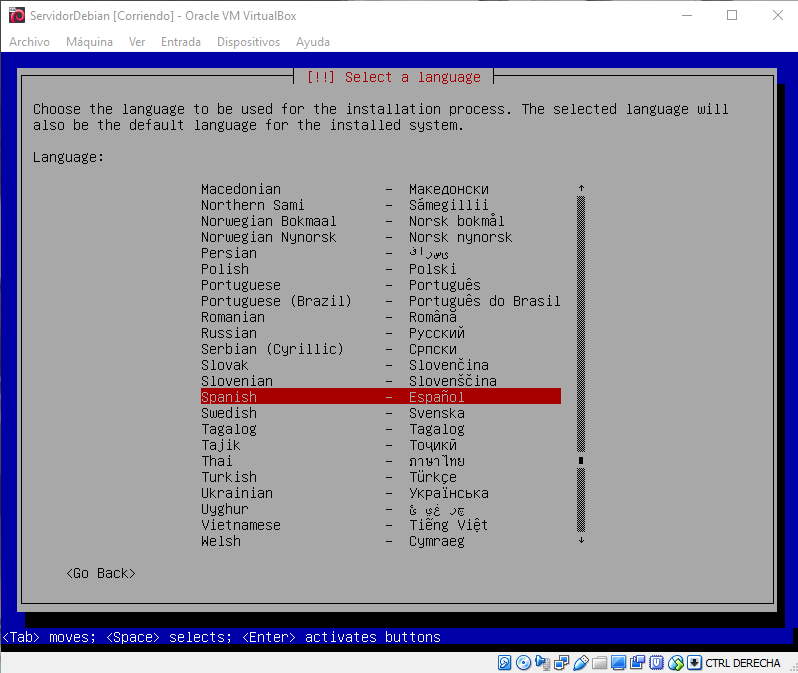 ServidorDebian [Corriendo] - Oracle VM VirtualBox
Archivo Máquina Ver Entrada Dispositivos Ayuda
[!!] Select a language
Choose the language to be used for the installation process. The selected language will
also be the default language for the installed system.
Language:
Macedonian - Македонски
Northern Sami - Sámegillii
Norwegian Bokmaal - Norsk bokmål
Norwegian Nynorsk - Norsk nynorsk
Persian - ﯽﺳﺭﺎﻓ
Polish - Polski
Portuguese - Português
Portuguese (Brazil) - Português do Brasil
Romanian - Română
Russian - Русский
Serbian (Cyrillic) - Српски
Slovak - Slovenčina
Slovenian - Slovenščina
Spanish - Español
Swedish - Svenska
Tagalog - Tagalog
Tajik - Тоҷикӣ
Thai - ภาษาไทย
Turkish - Türkçe
Ukrainian - Українська
Uyghur -
Vietnamese - Tiếng Việt
Welsh - Cymraeg
<Go Back>
<Tab> moves; <Space> selects; <Enter> activates buttons
CTRL DERECHA